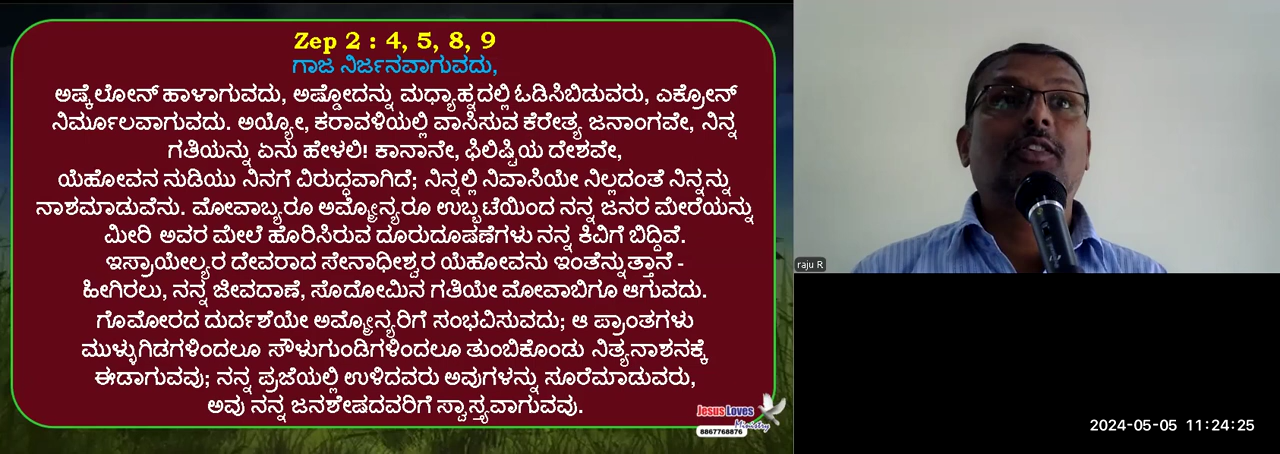 Zep 2 : 4, 5, 8, 9
ಗಾಜ ನಿರ್ಜನವಾಗುವದು,
ಅಷ್ಕೆಲೋನ್ ಹಾಳಾಗುವದು, ಅಷ್ಡೋದನ್ನು ಮಧ್ಯಾಹ್ನದಲ್ಲಿ ಓಡಿಸಿಬಿಡುವರು, ಎಕ್ರೋನ್
ನಿರ್ಮೂಲವಾಗುವದು. ಅಯ್ಯೋ, ಕರಾವಳಿಯಲ್ಲಿ ವಾಸಿಸುವ ಕೆರೇತ್ಯ ಜನಾಂಗವೇ, ನಿನ್ನ
ಗತಿಯನ್ನು ಏನು ಹೇಳಲಿ! ಕಾನಾನೇ, ಫಿಲಿಷ್ಟಿಯ ದೇಶವೇ,
ಯೆಹೋವನ ನುಡಿಯು ನಿನಗೆ ವಿರುದ್ಧವಾಗಿದೆ; ನಿನ್ನಲ್ಲಿ ನಿವಾಸಿಯೇ ನಿಲ್ಲದಂತೆ ನಿನ್ನನ್ನು
ನಾಶಮಾಡುವೆನು. ಮೋವಾಬ್ಯರೂ ಅಮ್ಮೋನ್ಯರೂ ಉಬ್ಬಟೆಯಿಂದ ನನ್ನ ಜನರ ಮೇರೆಯನ್ನು
ಮೀರಿ ಅವರ ಮೇಲೆ ಹೊರಿಸಿರುವ ದೂರುದೂಷಣೆಗಳು ನನ್ನ ಕಿವಿಗೆ ಬಿದ್ದಿವೆ.
ಇಸ್ರಾಯೇಲ್ಯರ ದೇವರಾದ ಸೇನಾಧೀಶ್ವರ ಯೆಹೋವನು ಇಂತೆನ್ನುತ್ತಾನೆ -
ಹೀಗಿರಲು, ನನ್ನ ಜೀವದಾಣೆ, ಸೊದೋಮಿನ ಗತಿಯೇ ಮೋವಾಬಿಗೂ ಆಗುವದು.
ಗೊಮೋರದ ದುರ್ದಶೆಯೇ ಅಮ್ಮೋನ್ಯರಿಗೆ ಸಂಭವಿಸುವದು; ಆ ಪ್ರಾಂತಗಳು
ಮುಳ್ಳುಗಿಡಗಳಿಂದಲೂ ಸೌಳುಗುಂಡಿಗಳಿಂದಲೂ ತುಂಬಿಕೊಂಡು ನಿತ್ಯನಾಶನಕ್ಕೆ
ಈಡಾಗುವವು; ನನ್ನ ಪ್ರಜೆಯಲ್ಲಿ ಉಳಿದವರು ಅವುಗಳನ್ನು ಸೂರೆಮಾಡುವರು,
ಅವು ನನ್ನ ಜನಶೇಷದವರಿಗೆ ಸ್ವಾಸ್ತ್ಯವಾಗುವವು.
Jesus Loves
Ministry
8867768876
raju R
2024-05-05 11:24:25